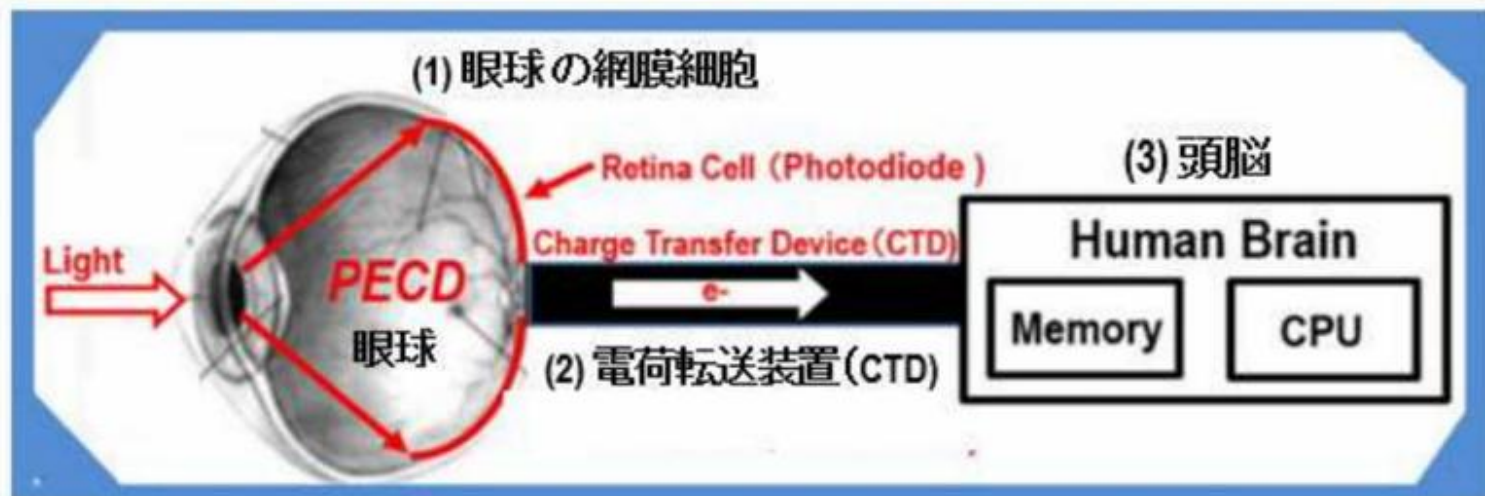 (1) 眼球の網膜細胞
Retina Cell (Photodiode )
(3) 頭脳
Light
PECD
眼球
Charge Transfer Device (CTD)
e-
(2) 電荷転送装置(CTD)
Human Brain
Memory
CPU